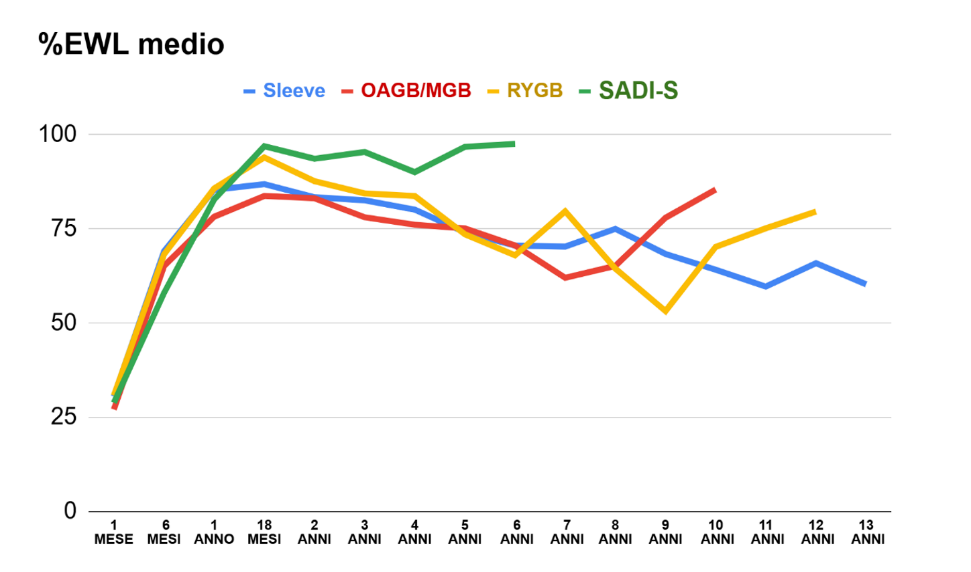 %EWL medio
Sleeve OAGB/MGB RYGB SADI-S
100
75
50
25
0
1 6 1 18 2 3 4 5 6 7 8 9 10 11 12 13
MESE MESI ANNO MESI ANNI ANNI ANNI ANNI ANNI ANNI ANNI ANNI ANNI ANNI ANNI ANNI